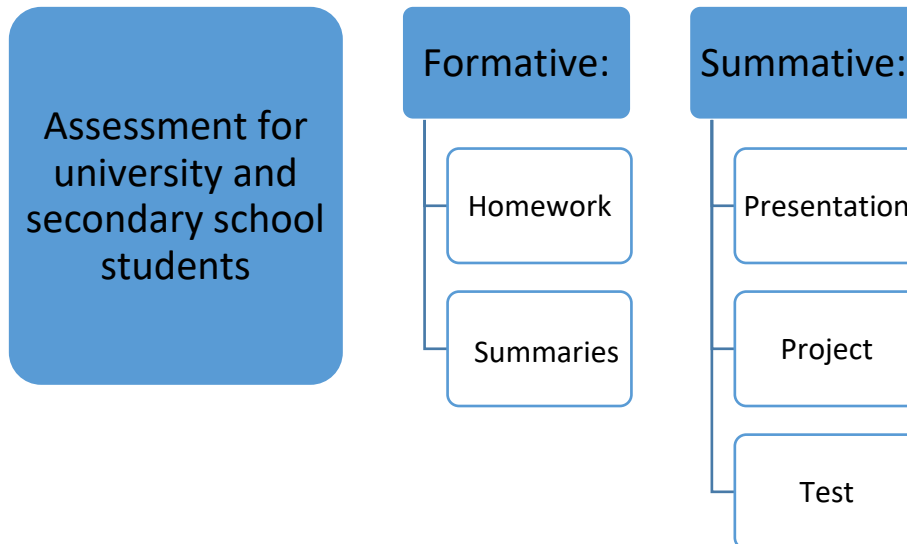 Assessment for
university and
secondary school
students
Formative:
Homework
Summaries
Summative:
Presentation
Project
Test